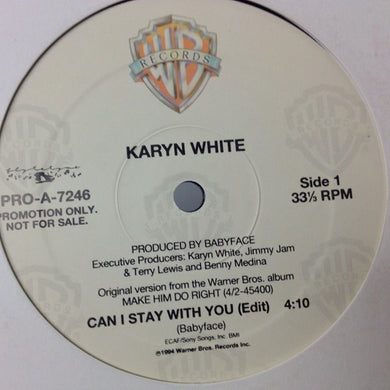 WB
RECORDS
KARYN WHITE
PRO-A-7246
PROMOTION ONLY.
NOT FOR SALE.
Side 1
33⅓ RPM
PRODUCED BY BABYFACE
Executive Producers: Karyn White, Jimmy Jam
& Terry Lewis and Benny Medina
Original version from the Warner Bros. album
MAKE HIM DO RIGHT (4/2-45400)
CAN I STAY WITH YOU (Edit) 4:10
(Babyface)
ECAF/Sony Songs, Inc. BMI
℗1994 Warner Bros. Records Inc.